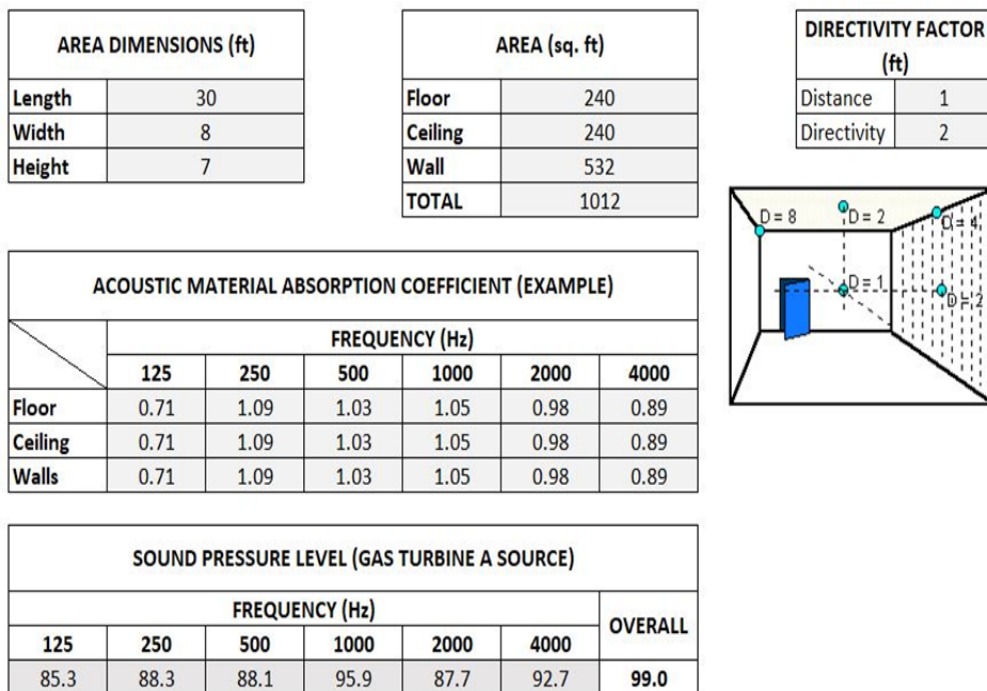 AREA DIMENSIONS (ft)
Length 30
Width 8
Height 7
AREA (sq. ft)
Floor 240
Ceiling 240
Wall 532
TOTAL 1012
DIRECTIVITY FACTOR
(ft)
Distance 1
Directivity 2
D = 8 D = 2 D = 4
D = 1 D = 2
ACOUSTIC MATERIAL ABSORPTION COEFFICIENT (EXAMPLE)
FREQUENCY (Hz)
125 250 500 1000 2000 4000
Floor 0.71 1.09 1.03 1.05 0.98 0.89
Ceiling 0.71 1.09 1.03 1.05 0.98 0.89
Walls 0.71 1.09 1.03 1.05 0.98 0.89
SOUND PRESSURE LEVEL (GAS TURBINE A SOURCE)
FREQUENCY (Hz) OVERALL
125 250 500 1000 2000 4000
85.3 88.3 88.1 95.9 87.7 92.7 99.0